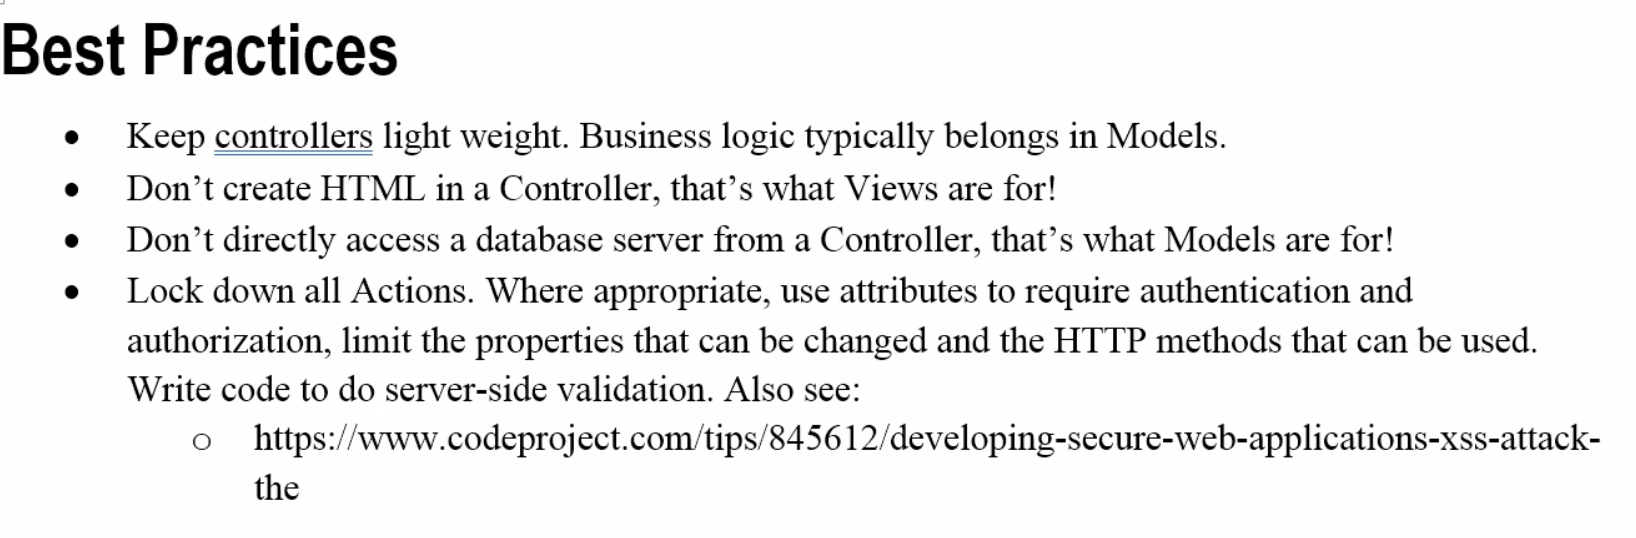 Best Practices
• Keep controllers light weight. Business logic typically belongs in Models.
• Don’t create HTML in a Controller, that’s what Views are for!
• Don’t directly access a database server from a Controller, that’s what Models are for!
• Lock down all Actions. Where appropriate, use attributes to require authentication and
authorization, limit the properties that can be changed and the HTTP methods that can be used.
Write code to do server-side validation. Also see:
o https://www.codeproject.com/tips/845612/developing-secure-web-applications-xss-attack-
the